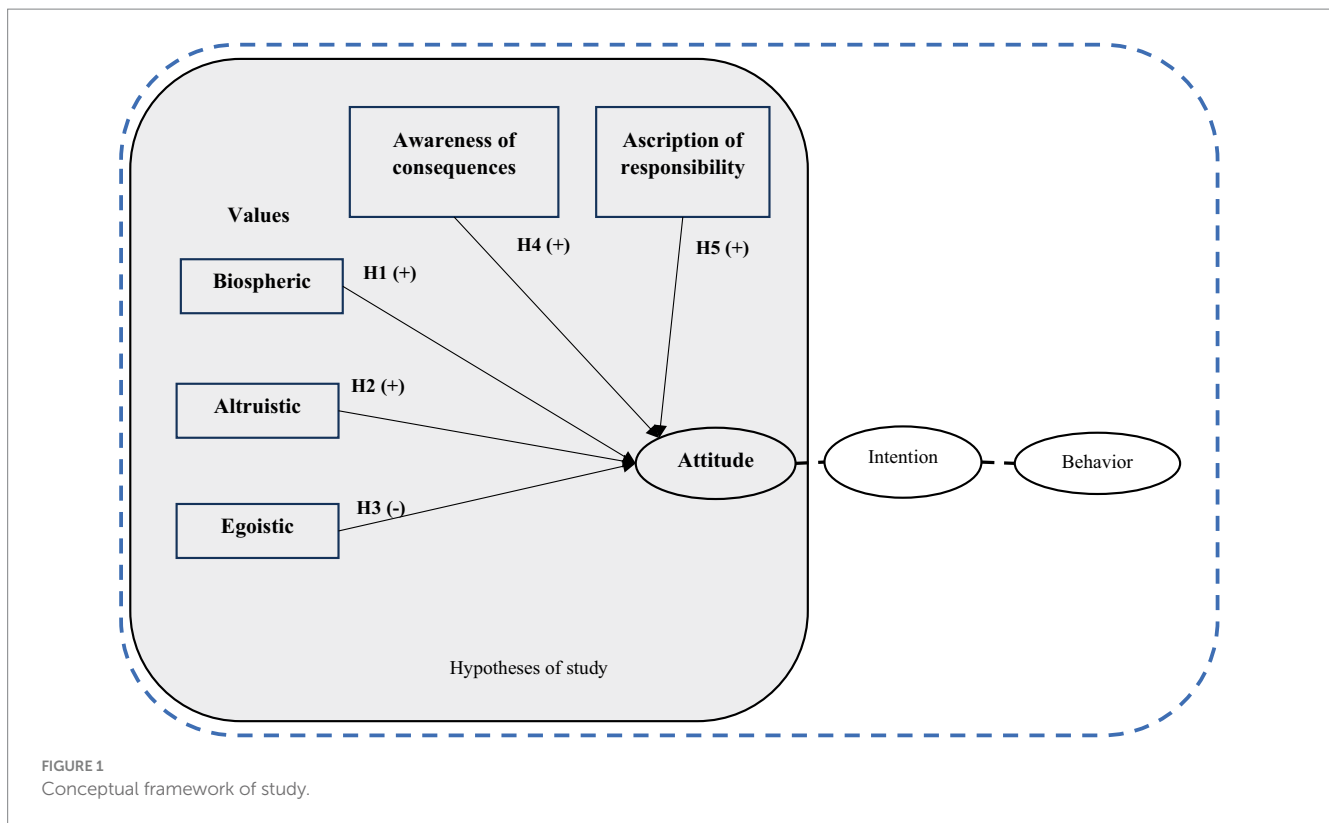 Awareness of
consequences
Ascription of
responsibility
Values
H4 (+)
H5 (+)
Biospheric
H1 (+)
Altruistic
H2 (+)
Attitude
Intention
Behavior
Egoistic
H3 (-)
Hypotheses of study
FIGURE 1
Conceptual framework of study.